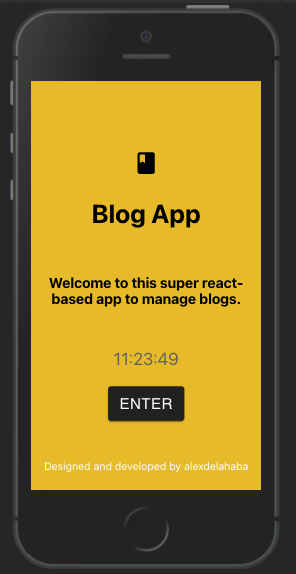 Blog App
Welcome to this super react-
based app to manage blogs.
11:23:49
ENTER
Designed and developed by alexdelahaba